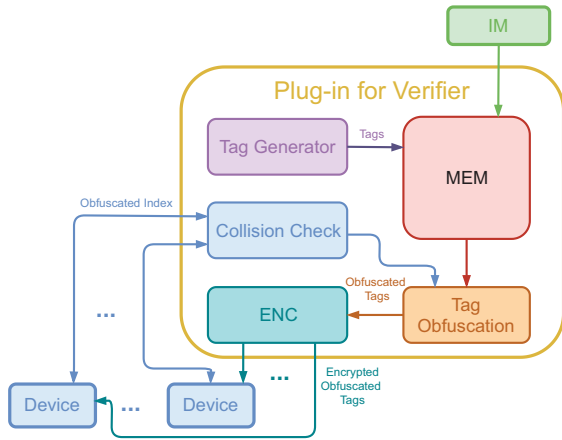 IM
Plug-in for Verifier
Tag Generator
Tags
MEM
Obfuscated Index
Collision Check
Obfuscated
Tags
ENC
Tag
Obfuscation
...
...
Encrypted
Obfuscated
Tags
Device
...
Device